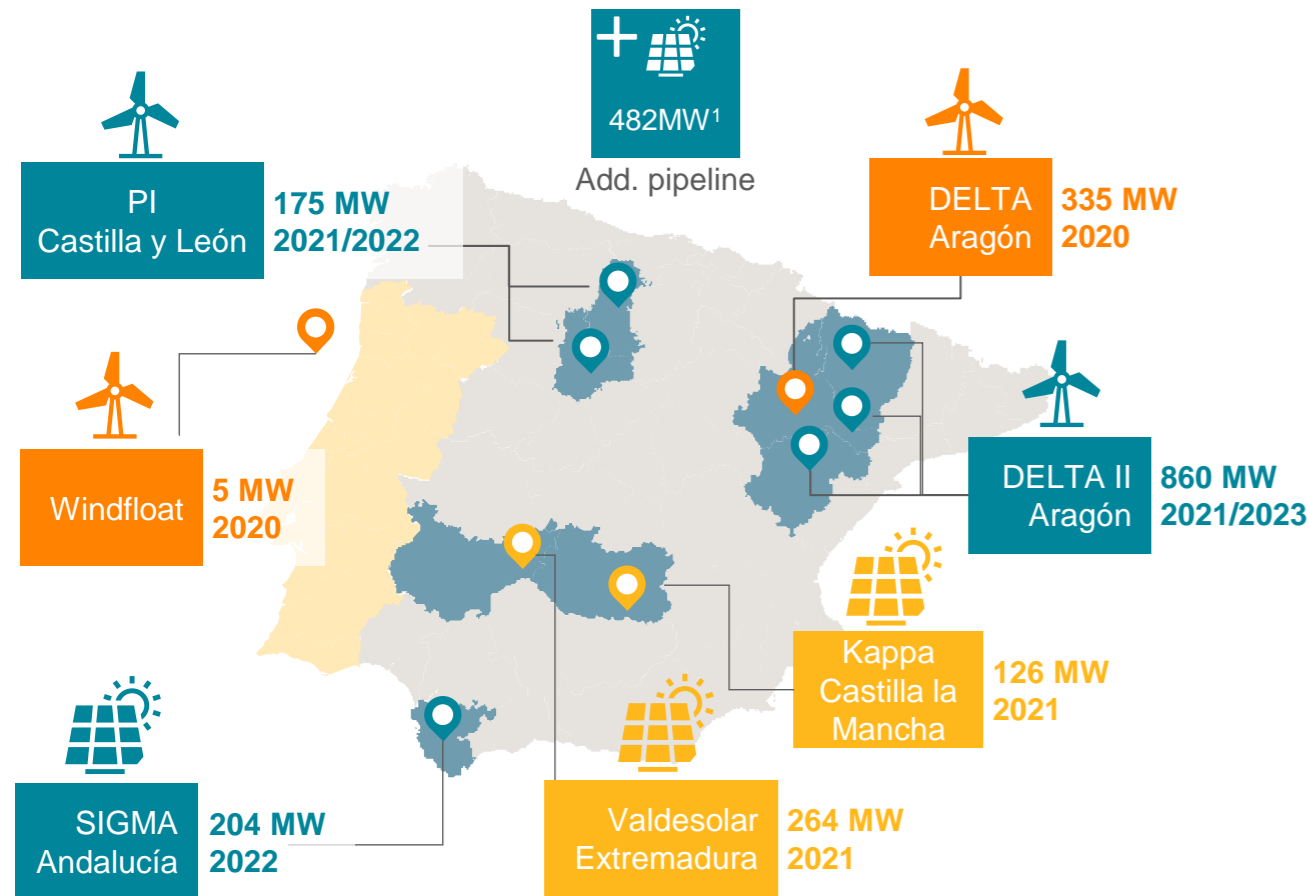 482MW¹
Add. pipeline
PI
Castilla y León
175 MW
2021/2022
DELTA
Aragón
335 MW
2020
Windfloat
5 MW
2020
DELTA II
Aragón
860 MW
2021/2023
Kappa
Castilla la
Mancha
126 MW
2021
SIGMA
Andalucía
204 MW
2022
Valdesolar
Extremadura
264 MW
2021